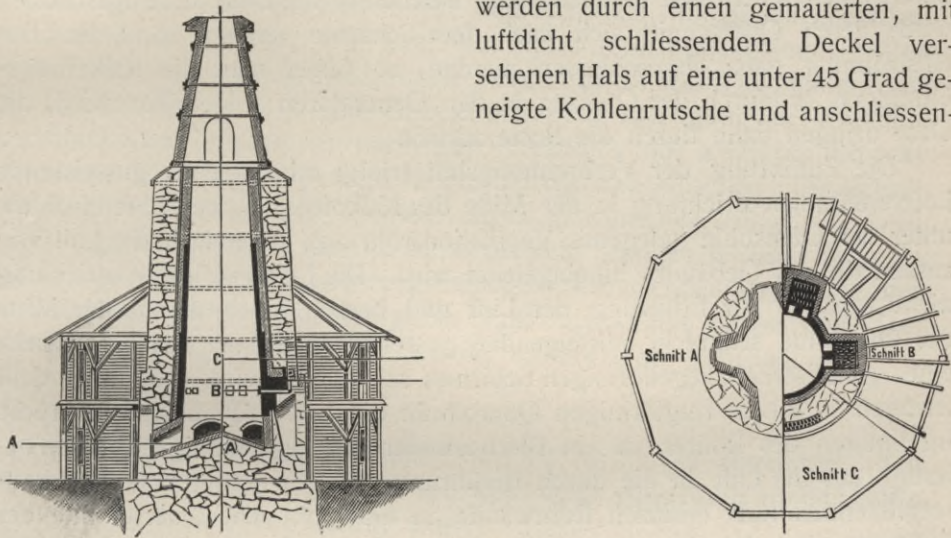 werden durch einen gemauerten, mit
luftdicht schliessendem Deckel ver-
sehenen Hals auf eine unter 45 Grad ge-
neigte Kohlenrutsche und anschliessen-
C
B
A
A
Schnitt A
Schnitt B
Schnitt C